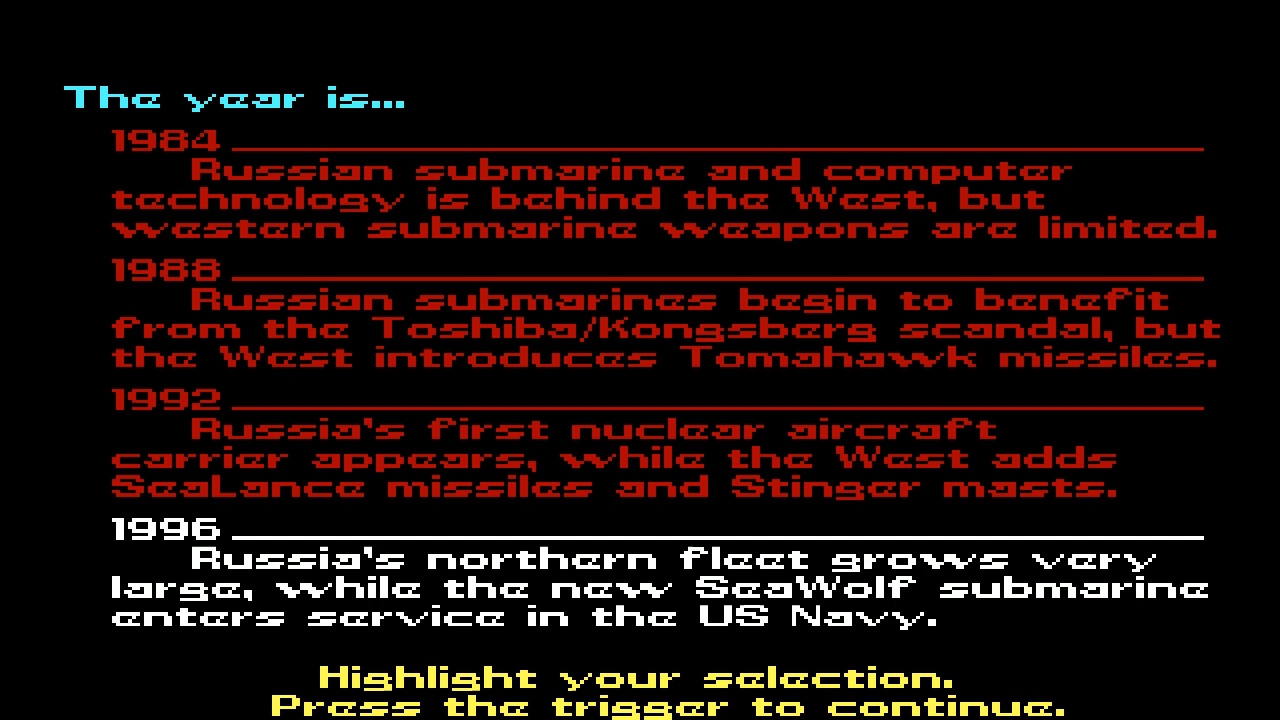 The year is...
1984
Russian submarine and computer
technology is behind the West, but
western submarine weapons are limited.
1988
Russian submarines begin to benefit
from the Toshiba/Kongsberg scandal, but
the West introduces Tomahawk missiles.
1992
Russia's first nuclear aircraft
carrier appears, while the West adds
SeaLance missiles and Stinger masts.
1996
Russia's northern fleet grows very
large, while the new SeaWolf submarine
enters service in the US Navy.
Highlight your selection.
Press the trigger to continue.